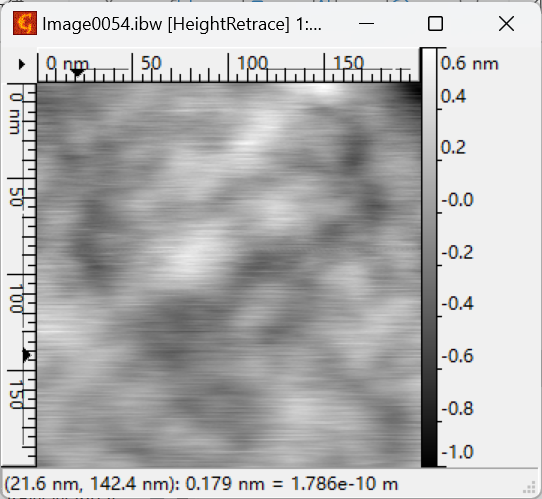 Image0054.ibw [HeightRetrace] 1:...
0 nm 50 100 150
0 nm
50
100
150
0.6 nm
0.4
0.2
-0.0
-0.2
-0.4
-0.6
-0.8
-1.0
(21.6 nm, 142.4 nm): 0.179 nm = 1.786e-10 m